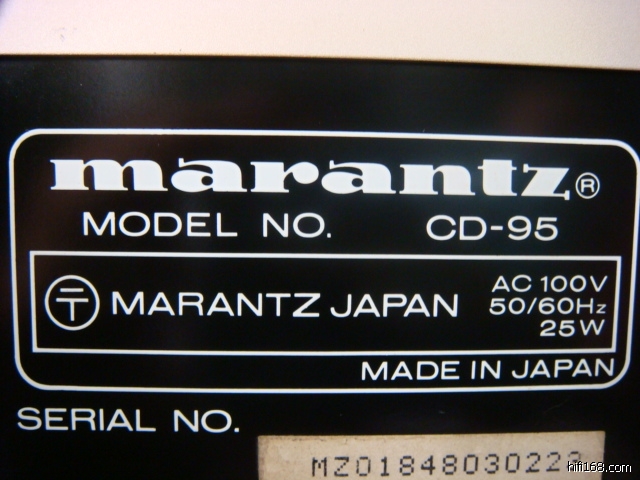 marantz®
MODEL NO. CD-95
〒 MARANTZ JAPAN
AC 100V
50/60Hz
25W
MADE IN JAPAN
SERIAL NO.
hifi168.com